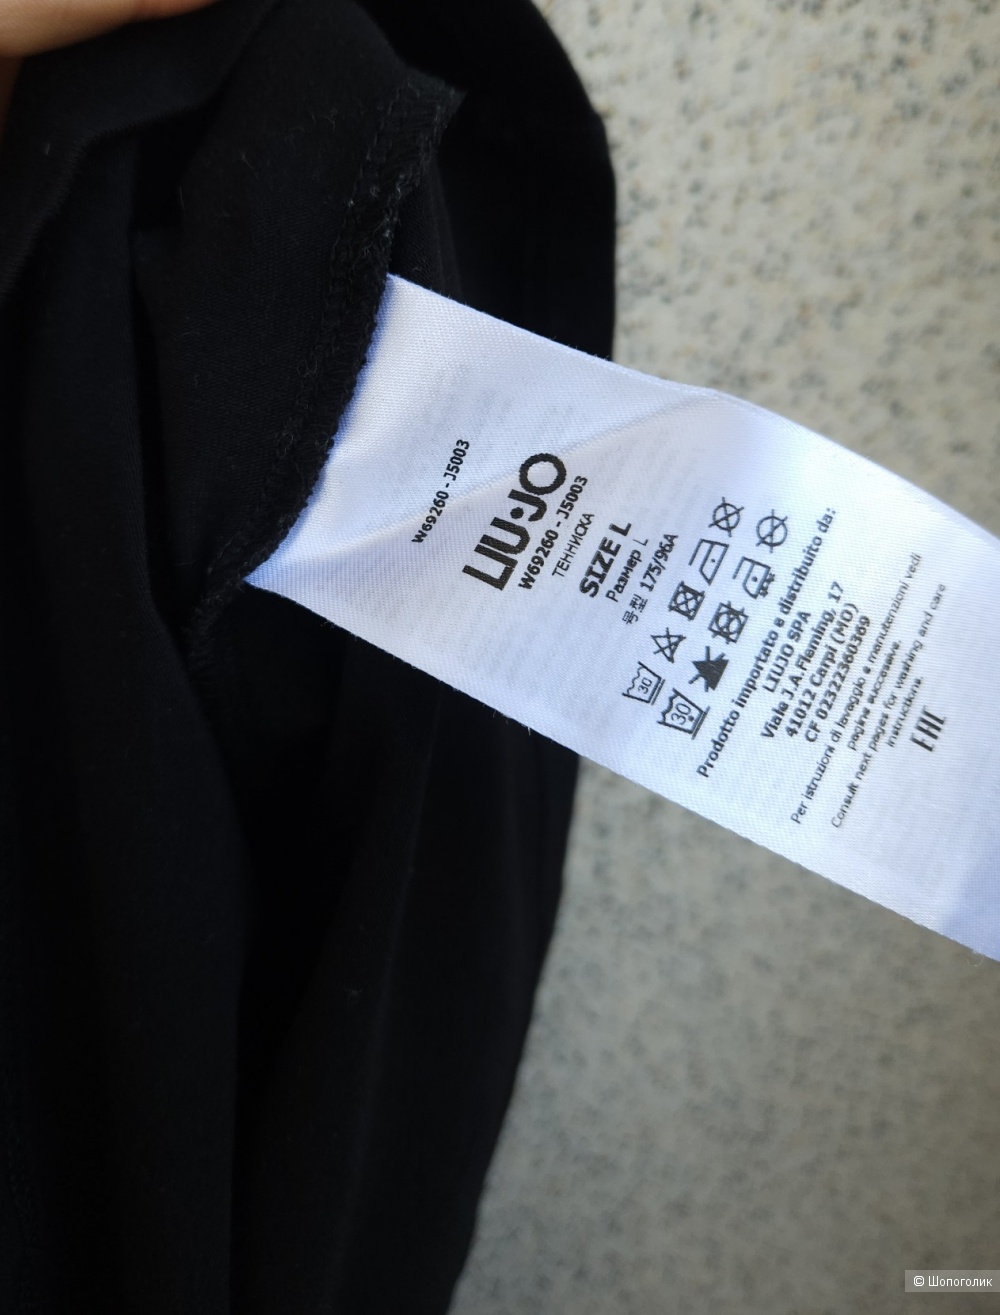 W69260 - J5003
LIU·JO
W69260 - J5003
ТЕННИСКА
SIZE L
Размер L
号型 175/96A
30
30
Prodotto importato e distribuito da:
LIUJO SPA
Viale J.A.Fleming, 17
41012 Carpi (MO)
CF 02322360369
Per istruzioni di lavaggio e manutenzioni vedi
pagine successive.
Consult next pages for washing and care
instructions.
EAC
© Шопоголик